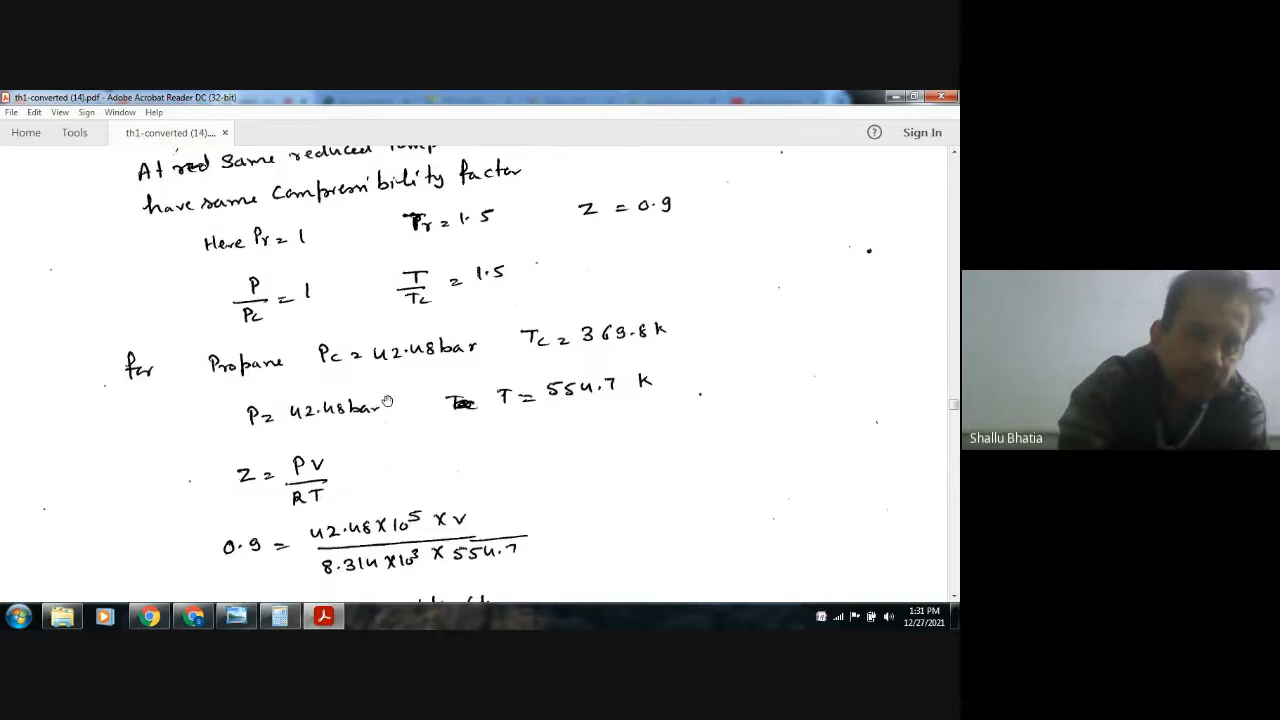 th1-converted (14).pdf - Adobe Acrobat Reader DC (32-bit)
File Edit View Sign Window Help
Home Tools th1-converted (14).... × ? Sign In
At same reduced temp
have same compressibility factor
Here Pr = 1 Tr = 1.5 Z = 0.9
P/Pc = 1 T/Tc = 1.5
for Propane Pc = 42.48 bar Tc = 369.8 k
P = 42.48 bar T = 554.7 k
Z = PV/RT
0.9 = 42.48 × 10^5 × v / 8.314 × 10^3 × 554.7
Shallu Bhatia
1:31 PM
12/27/2021